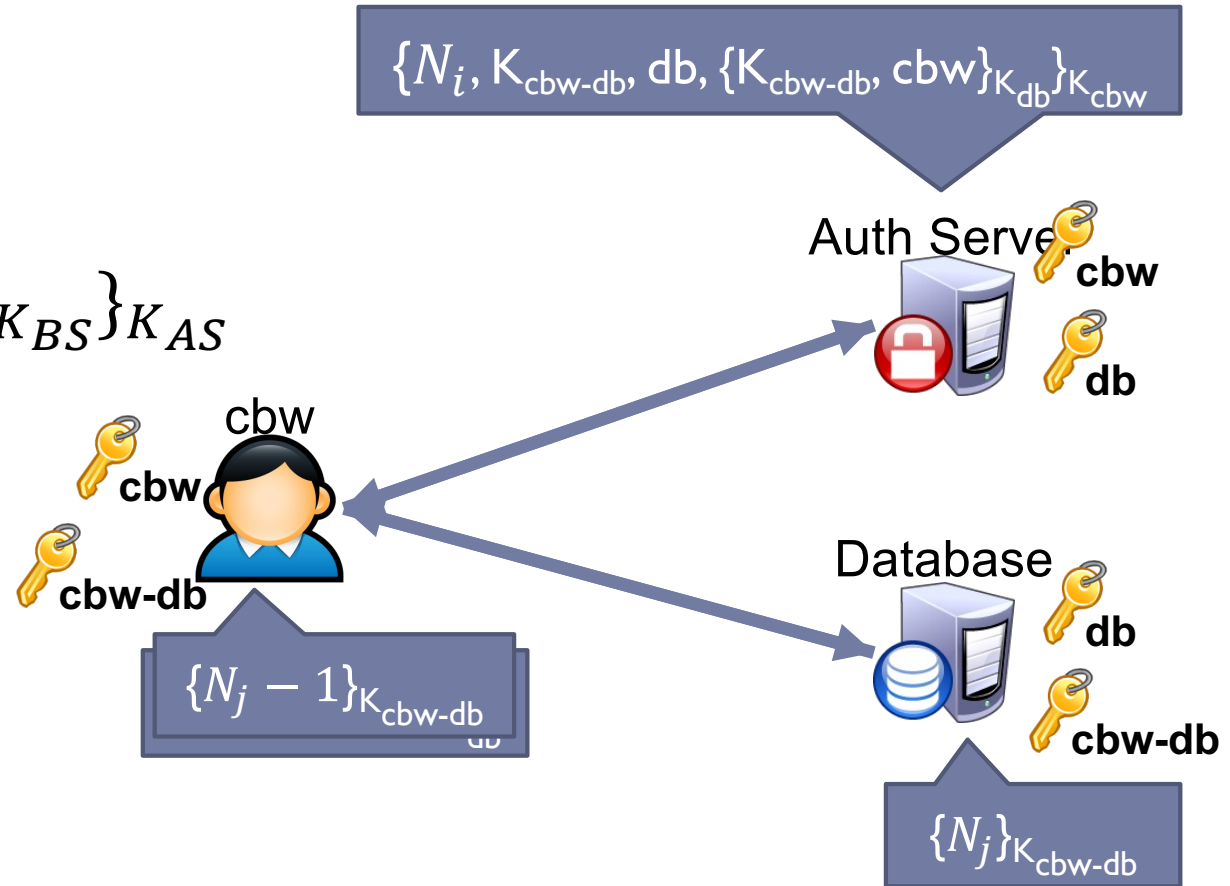 {N_i, K_cbw-db, db, {K_cbw-db, cbw}_K_db}_K_cbw
Auth Server
cbw
K_BS}K_AS
db
cbw
cbw
cbw-db
Database
db
{N_j − 1}_K_cbw-db
db
cbw-db
{N_j}_K_cbw-db